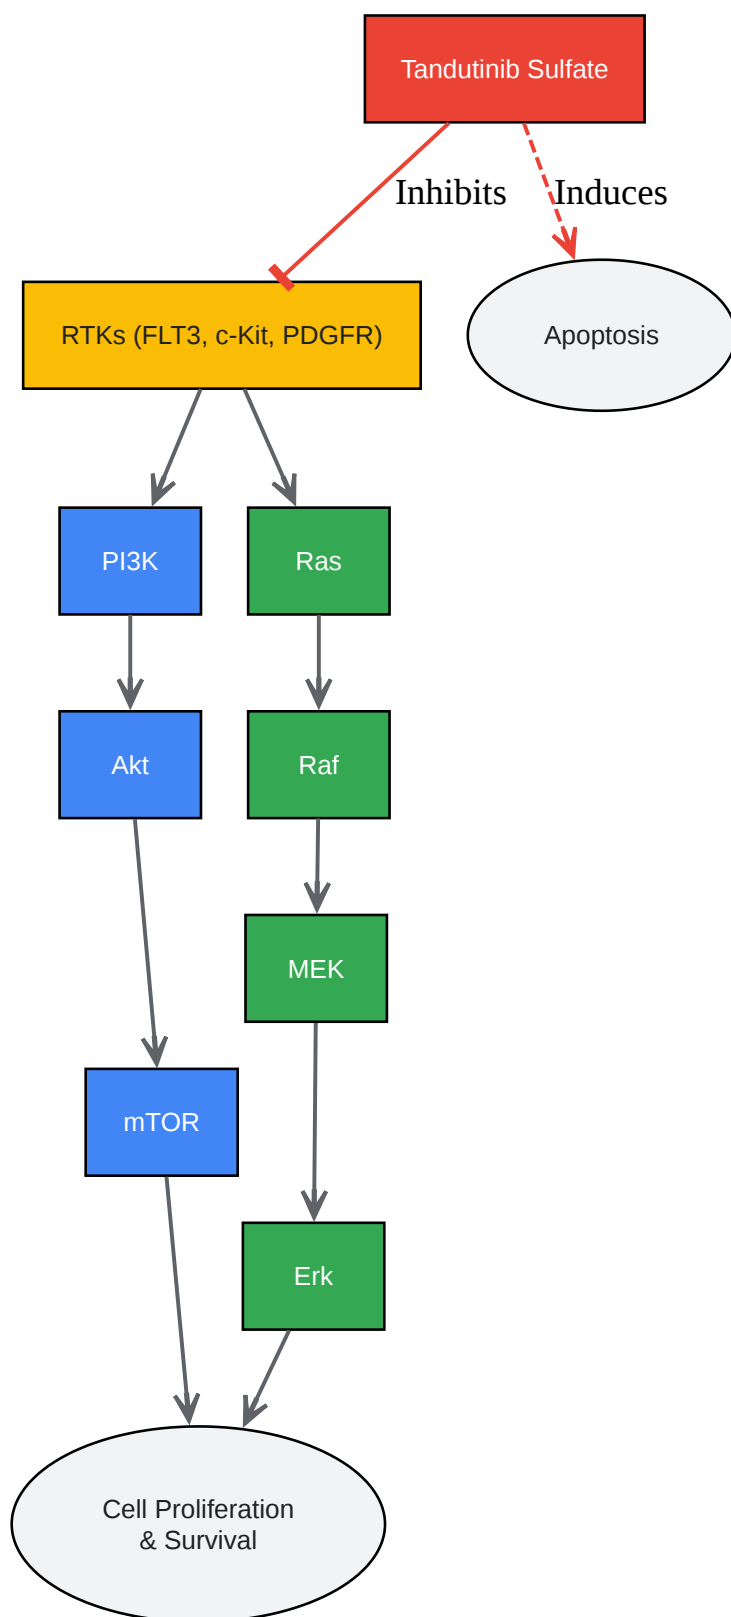 Tandutinib Sulfate
Inhibits
Induces
RTKs (FLT3, c-Kit, PDGFR)
Apoptosis
PI3K
Ras
Akt
Raf
MEK
mTOR
Erk
Cell Proliferation
& Survival